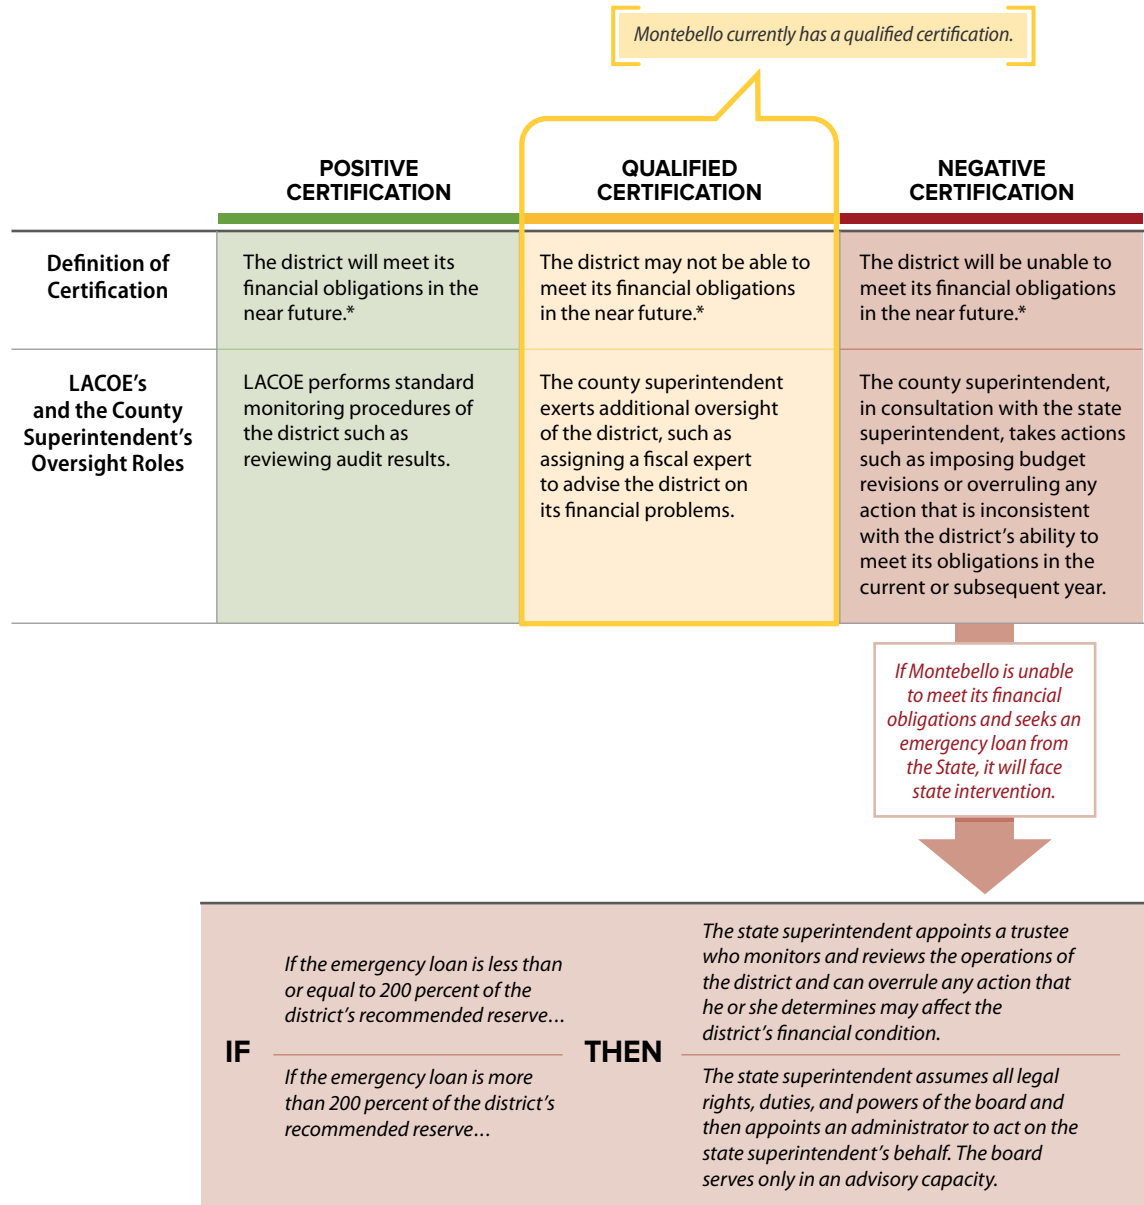 Montebello currently has a qualified certification.
POSITIVE
CERTIFICATION
QUALIFIED
CERTIFICATION
NEGATIVE
CERTIFICATION
Definition of
Certification
The district will meet its
financial obligations in the
near future.*
The district may not be able to
meet its financial obligations
in the near future.*
The district will be unable to
meet its financial obligations
in the near future.*
LACOE’s
and the County
Superintendent’s
Oversight Roles
LACOE performs standard
monitoring procedures of
the district such as
reviewing audit results.
The county superintendent
exerts additional oversight
of the district, such as
assigning a fiscal expert
to advise the district on
its financial problems.
The county superintendent,
in consultation with the state
superintendent, takes actions
such as imposing budget
revisions or overruling any
action that is inconsistent
with the district’s ability to
meet its obligations in the
current or subsequent year.
If Montebello is unable
to meet its financial
obligations and seeks an
emergency loan from
the State, it will face
state intervention.
IF
If the emergency loan is less than
or equal to 200 percent of the
district’s recommended reserve…
If the emergency loan is more
than 200 percent of the district’s
recommended reserve…
THEN
The state superintendent appoints a trustee
who monitors and reviews the operations of
the district and can overrule any action that
he or she determines may affect the
district’s financial condition.
The state superintendent assumes all legal
rights, duties, and powers of the board and
then appoints an administrator to act on the
state superintendent’s behalf. The board
serves only in an advisory capacity.